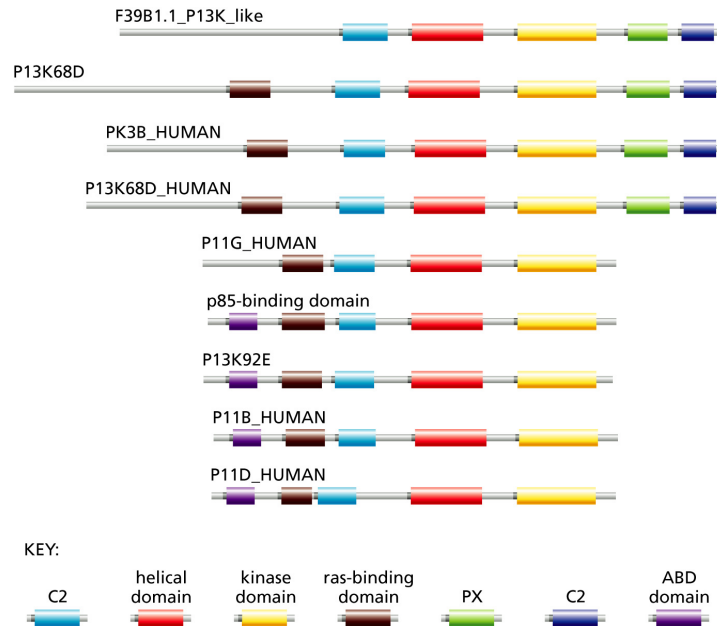 F39B1.1_P13K_like
P13K68D
PK3B_HUMAN
P13K68D_HUMAN
P11G_HUMAN
p85-binding domain
P13K92E
P11B_HUMAN
P11D_HUMAN
KEY:
C2
helical
domain
kinase
domain
ras-binding
domain
PX
C2
ABD
domain